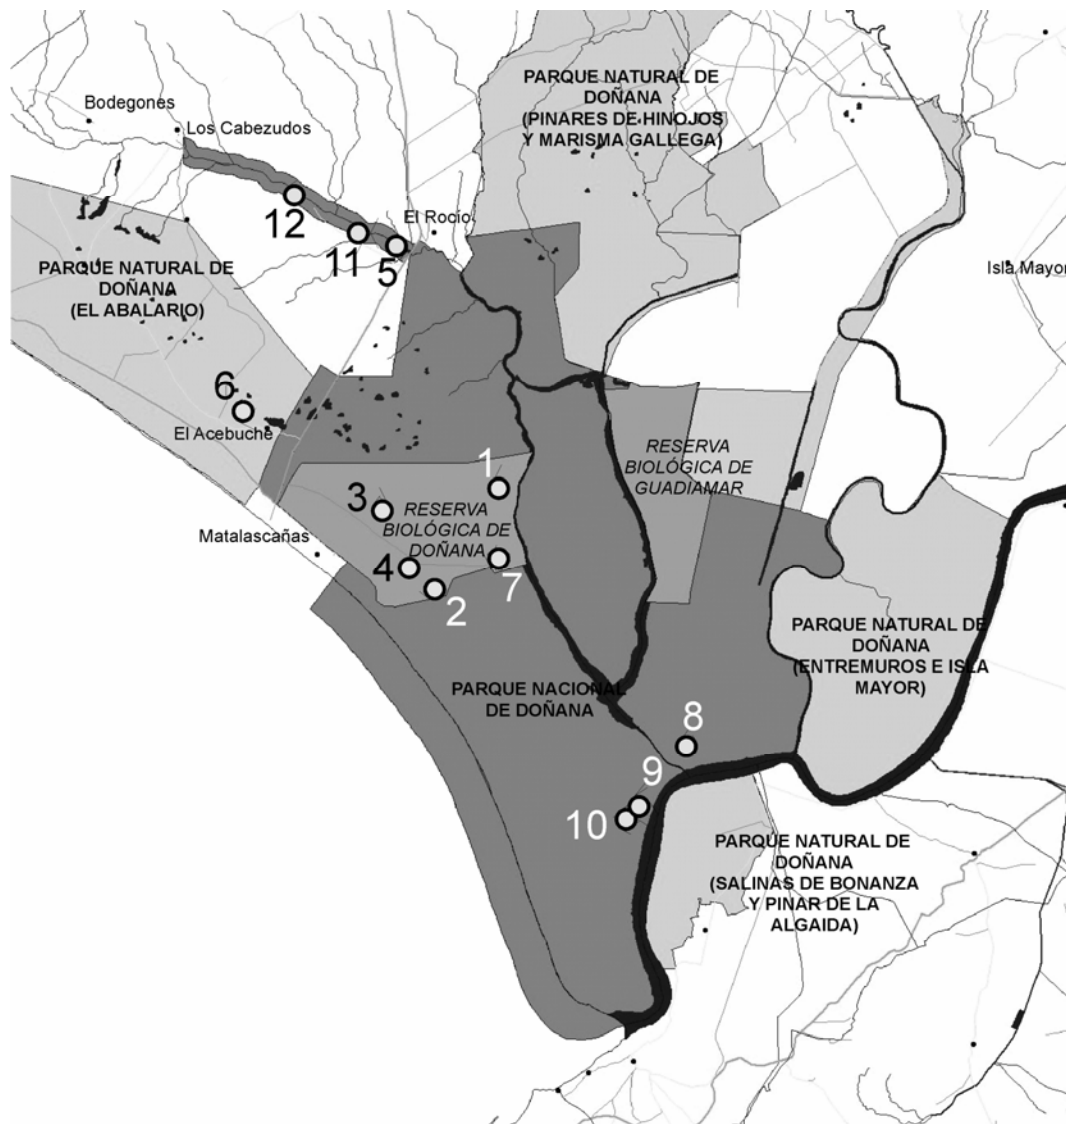 PARQUE NATURAL DE
DOÑANA
(PINARES DE HINOJOS
Y MARISMA GALLEGA)
Bodegones
Los Cabezudos
12
El Rocío
11
5
PARQUE NATURAL DE
DOÑANA
(EL ABALARIO)
Isla Mayor
6
El Acebuche
RESERVA
BIOLÓGICA DE
GUADIAMAR
1
3
RESERVA
BIOLÓGICA DE
DOÑANA
Matalascañas
4
7
2
PARQUE NATURAL DE
DOÑANA
(ENTREMUROS E ISLA
MAYOR)
PARQUE NACIONAL
DE DOÑANA
8
9
10
PARQUE NATURAL DE
DOÑANA
(SALINAS DE BONANZA
Y PINAR DE LA
ALGAIDA)